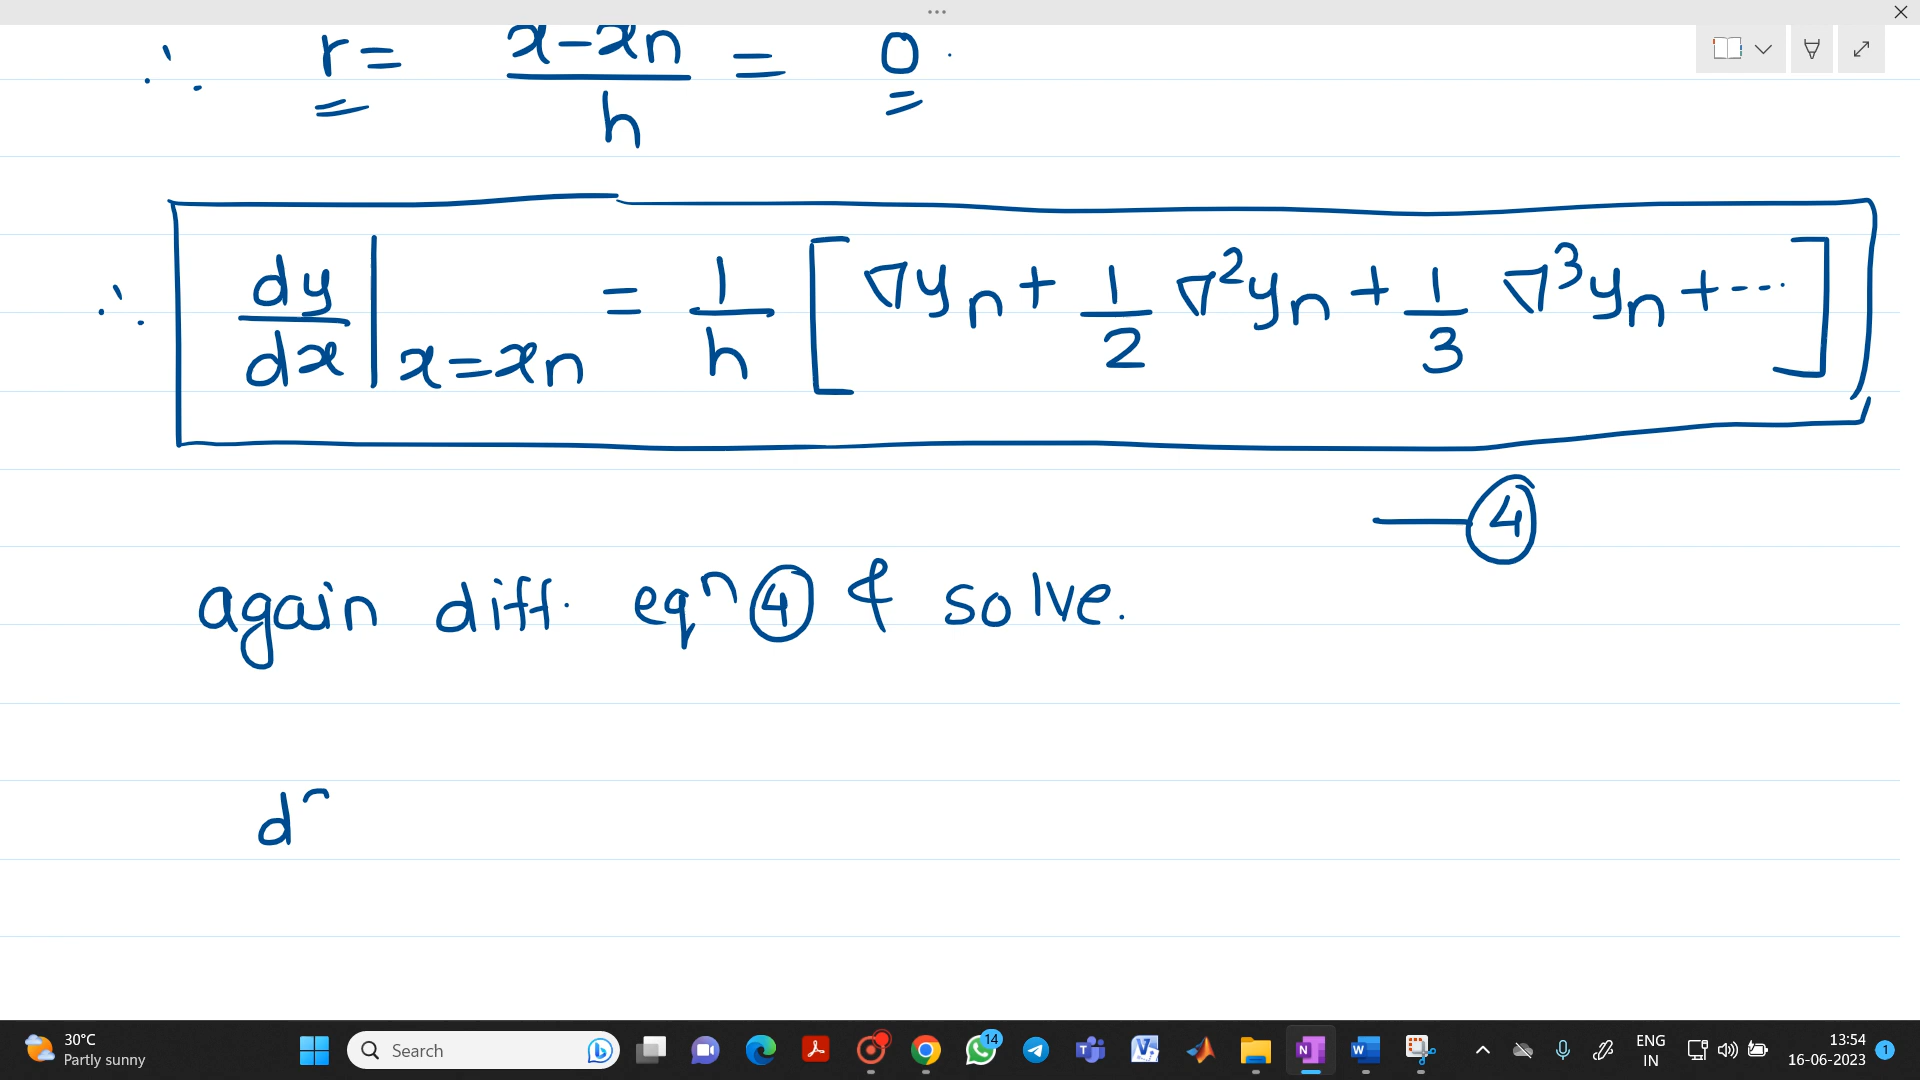 ∴ r = x-xn / h = 0.
∴ dy/dx | x=xn = 1/h [ ∇yn + 1/2 ∇²yn + 1/3 ∇³yn + --- ]
— ④
again diff. eqⁿ ④ & solve.
d
30°C
Partly sunny
Search
14
ENG
IN
13:54
16-06-2023
1